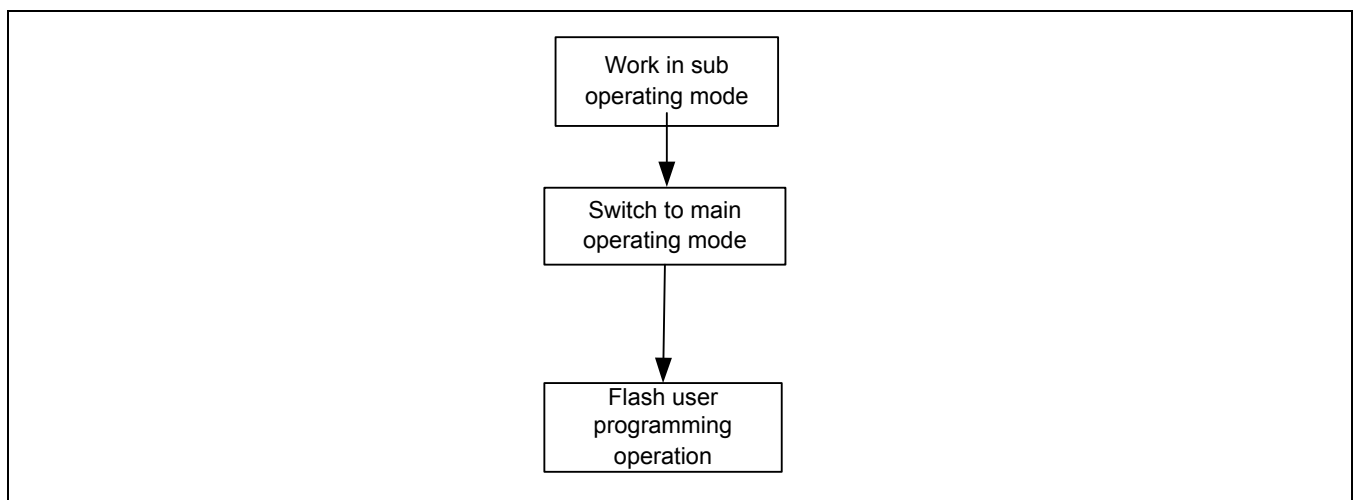 Work in sub
operating mode
Switch to main
operating mode
Flash user
programming
operation